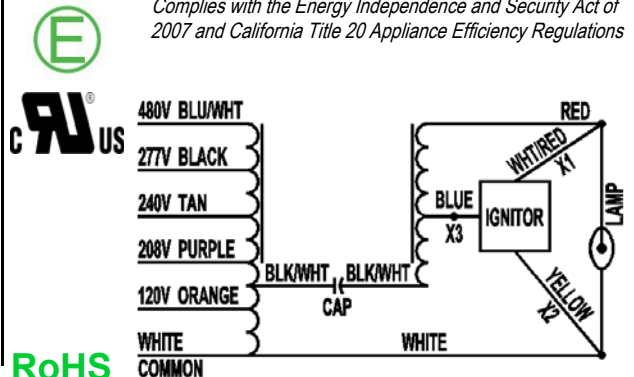 Complies with the Energy Independence and Security Act of
2007 and California Title 20 Appliance Efficiency Regulations
E
C RU ® US
480V BLU/WHT
277V BLACK
240V TAN
208V PURPLE
120V ORANGE
WHITE
COMMON
BLK/WHT
BLK/WHT
CAP
RED
WHT/RED
X1
BLUE
X3
IGNITOR
LAMP
YELLOW
X2
WHITE
RoHS